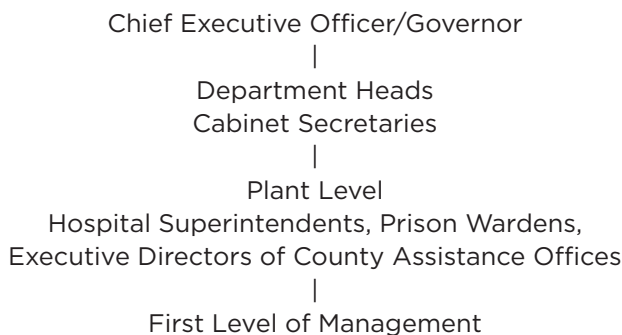 Chief Executive Officer/Governor
|
Department Heads
Cabinet Secretaries
|
Plant Level
Hospital Superintendents, Prison Wardens,
Executive Directors of County Assistance Offices
|
First Level of Management